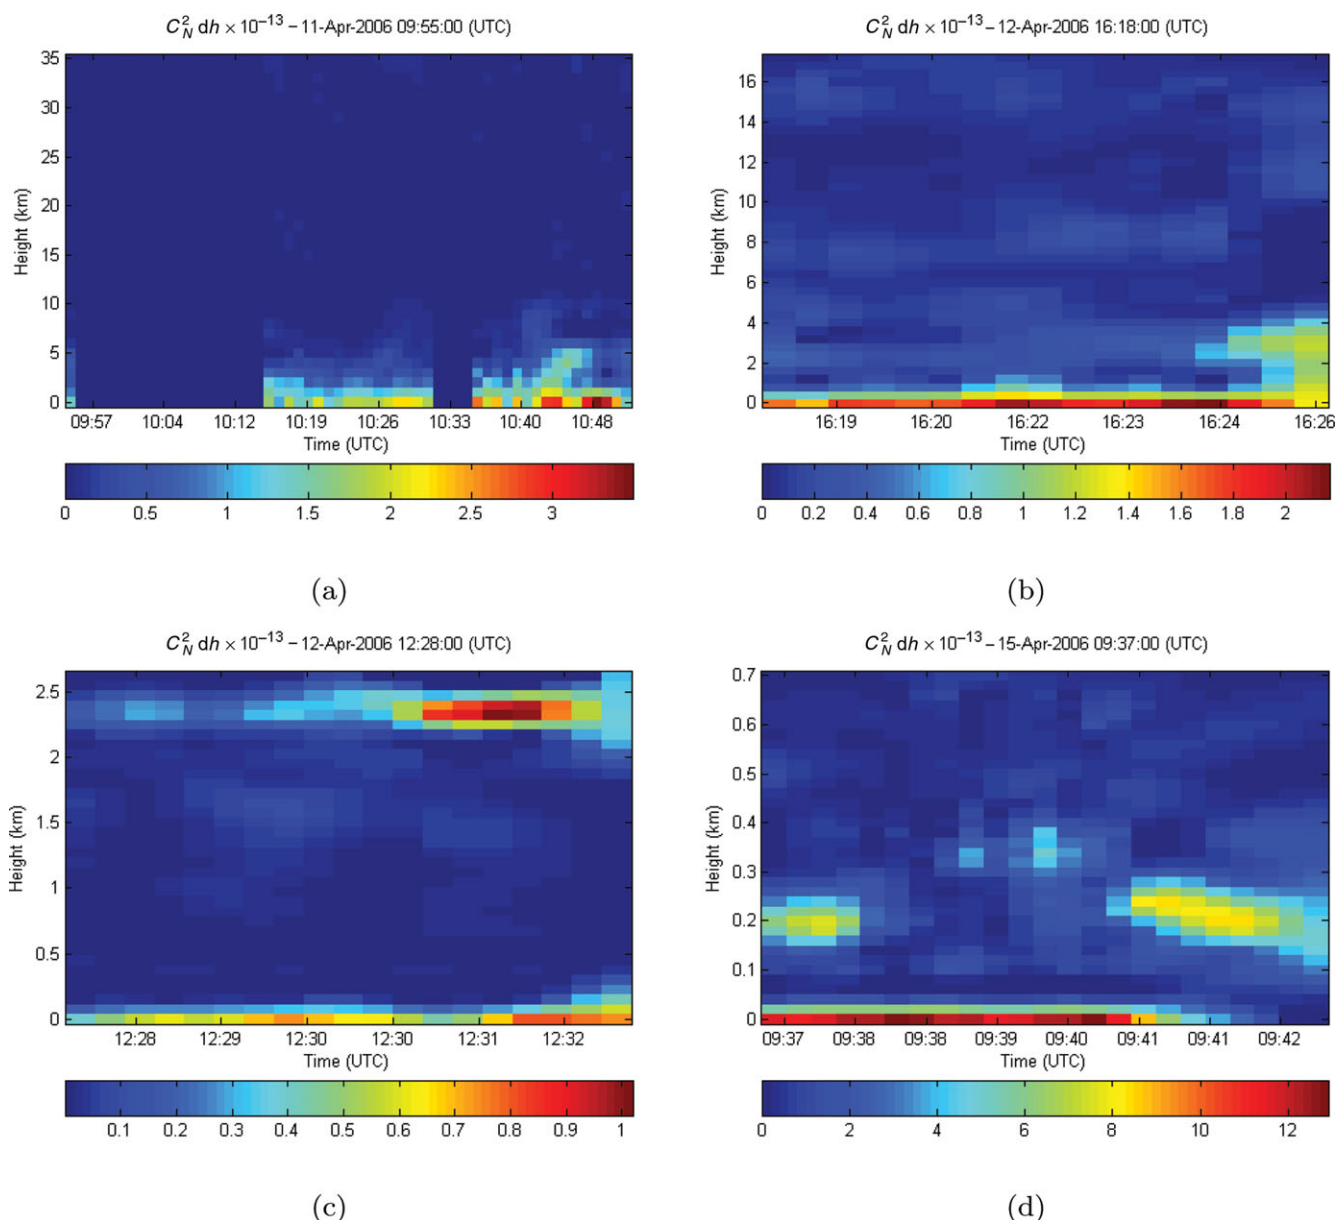 C_N^2 dh × 10^−13 − 11-Apr-2006 09:55:00 (UTC)
Height (km)
35
30
25
20
15
10
5
0
09:57 10:04 10:12 10:19 10:26 10:33 10:40 10:48
Time (UTC)
0 0.5 1 1.5 2 2.5 3
(a)
C_N^2 dh × 10^−13 − 12-Apr-2006 16:18:00 (UTC)
Height (km)
16
14
12
10
8
6
4
2
0
16:19 16:20 16:22 16:23 16:24 16:26
Time (UTC)
0 0.2 0.4 0.6 0.8 1 1.2 1.4 1.6 1.8 2
(b)
C_N^2 dh × 10^−13 − 12-Apr-2006 12:28:00 (UTC)
Height (km)
2.5
2
1.5
1
0.5
0
12:28 12:29 12:30 12:30 12:31 12:32
Time (UTC)
0.1 0.2 0.3 0.4 0.5 0.6 0.7 0.8 0.9 1
(c)
C_N^2 dh × 10^−13 − 15-Apr-2006 09:37:00 (UTC)
Height (km)
0.7
0.6
0.5
0.4
0.3
0.2
0.1
0
09:37 09:38 09:38 09:39 09:40 09:41 09:41 09:42
Time (UTC)
0 2 4 6 8 10 12
(d)